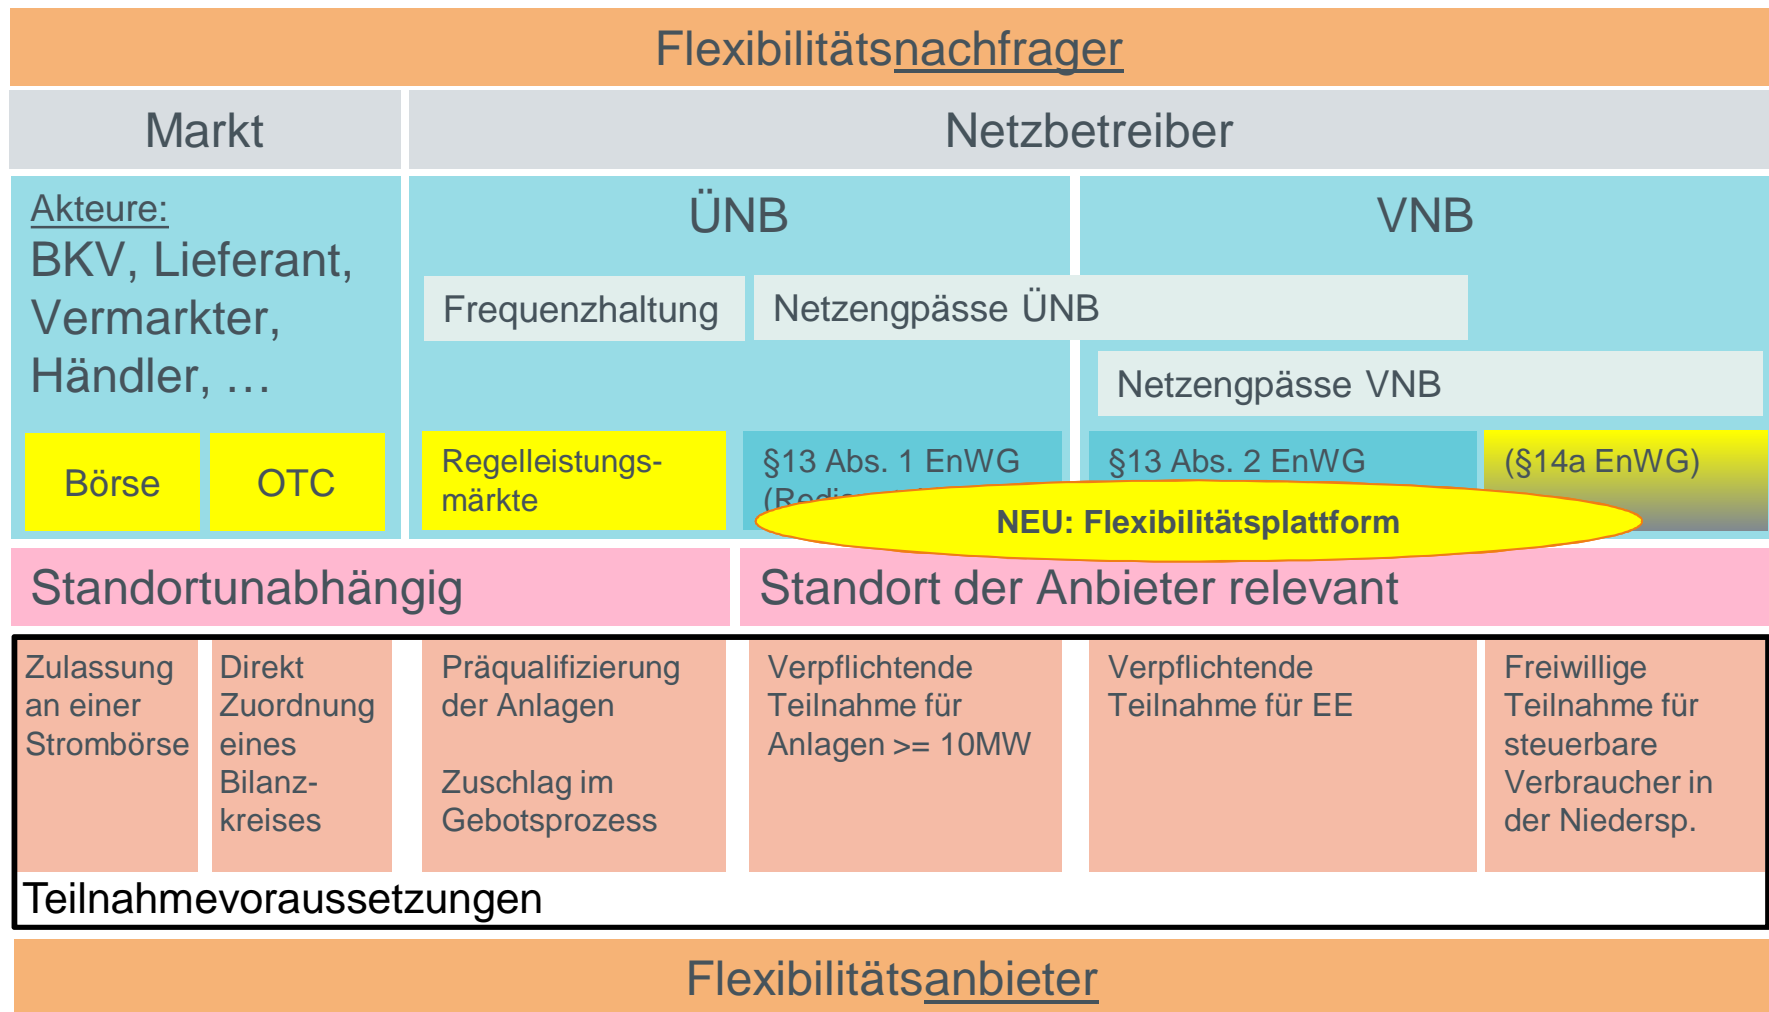 Flexibilitätsnachfrager
Markt
Netzbetreiber
Akteure:
BKV, Lieferant,
Vermarkter,
Händler, …
ÜNB
VNB
Frequenzhaltung
Netzengpässe ÜNB
Netzengpässe VNB
Börse
OTC
Regelleistungs-
märkte
§13 Abs. 1 EnWG
§13 Abs. 2 EnWG
(§14a EnWG)
NEU: Flexibilitätsplattform
Standortunabhängig
Standort der Anbieter relevant
Zulassung
an einer
Strombörse
Direkt
Zuordnung
eines
Bilanz-
kreises
Präqualifizierung
der Anlagen
Zuschlag im
Gebotsprozess
Verpflichtende
Teilnahme für
Anlagen >= 10MW
Verpflichtende
Teilnahme für EE
Freiwillige
Teilnahme für
steuerbare
Verbraucher in
der Niedersp.
Teilnahmevoraussetzungen
Flexibilitätsanbieter